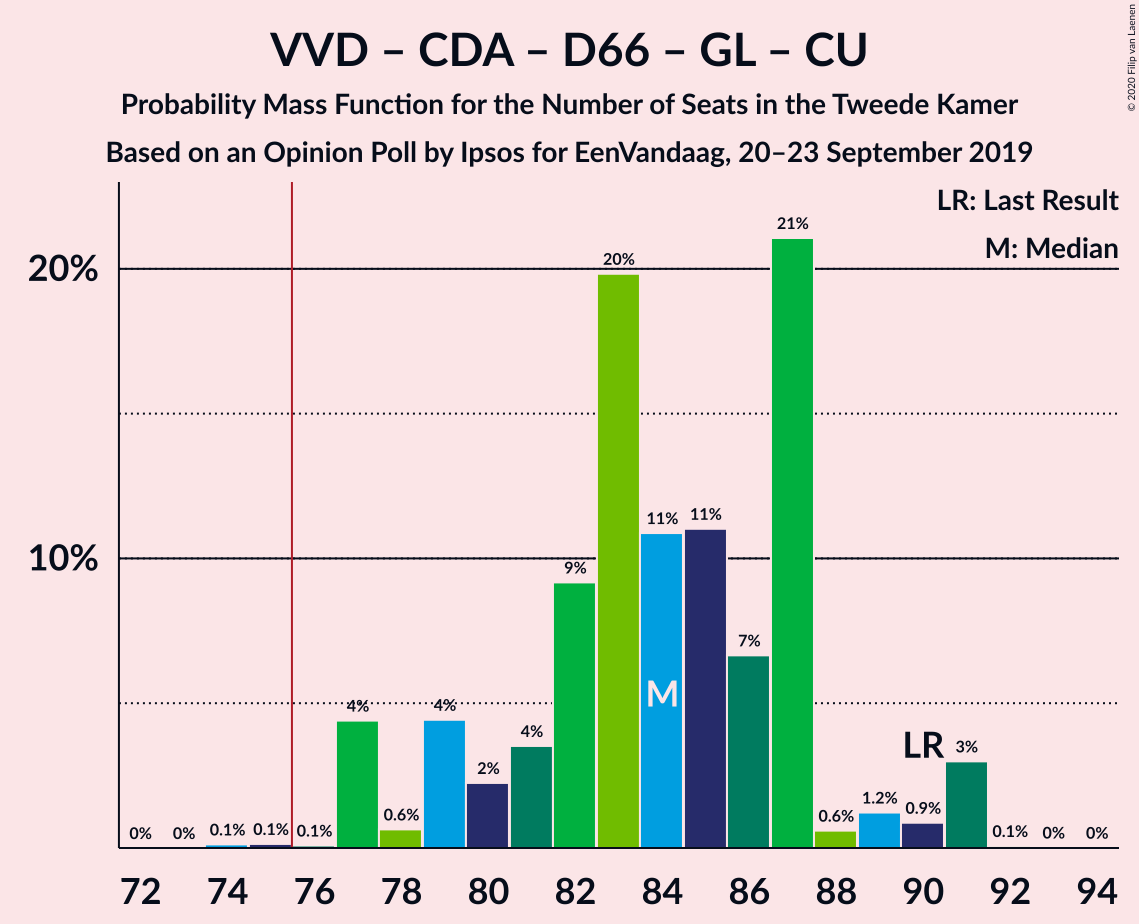 VVD – CDA – D66 – GL – CU
Probability Mass Function for the Number of Seats in the Tweede Kamer
Based on an Opinion Poll by Ipsos for EenVandaag, 20–23 September 2019
© 2020 Filip van Laenen
LR: Last Result
M: Median
20%
10%
0%
0%
0.1%
0.1%
0.1%
4%
0.6%
4%
2%
4%
9%
20%
11%
11%
7%
21%
0.6%
1.2%
0.9%
3%
0.1%
0%
0%
M
LR
72 74 76 78 80 82 84 86 88 90 92 94